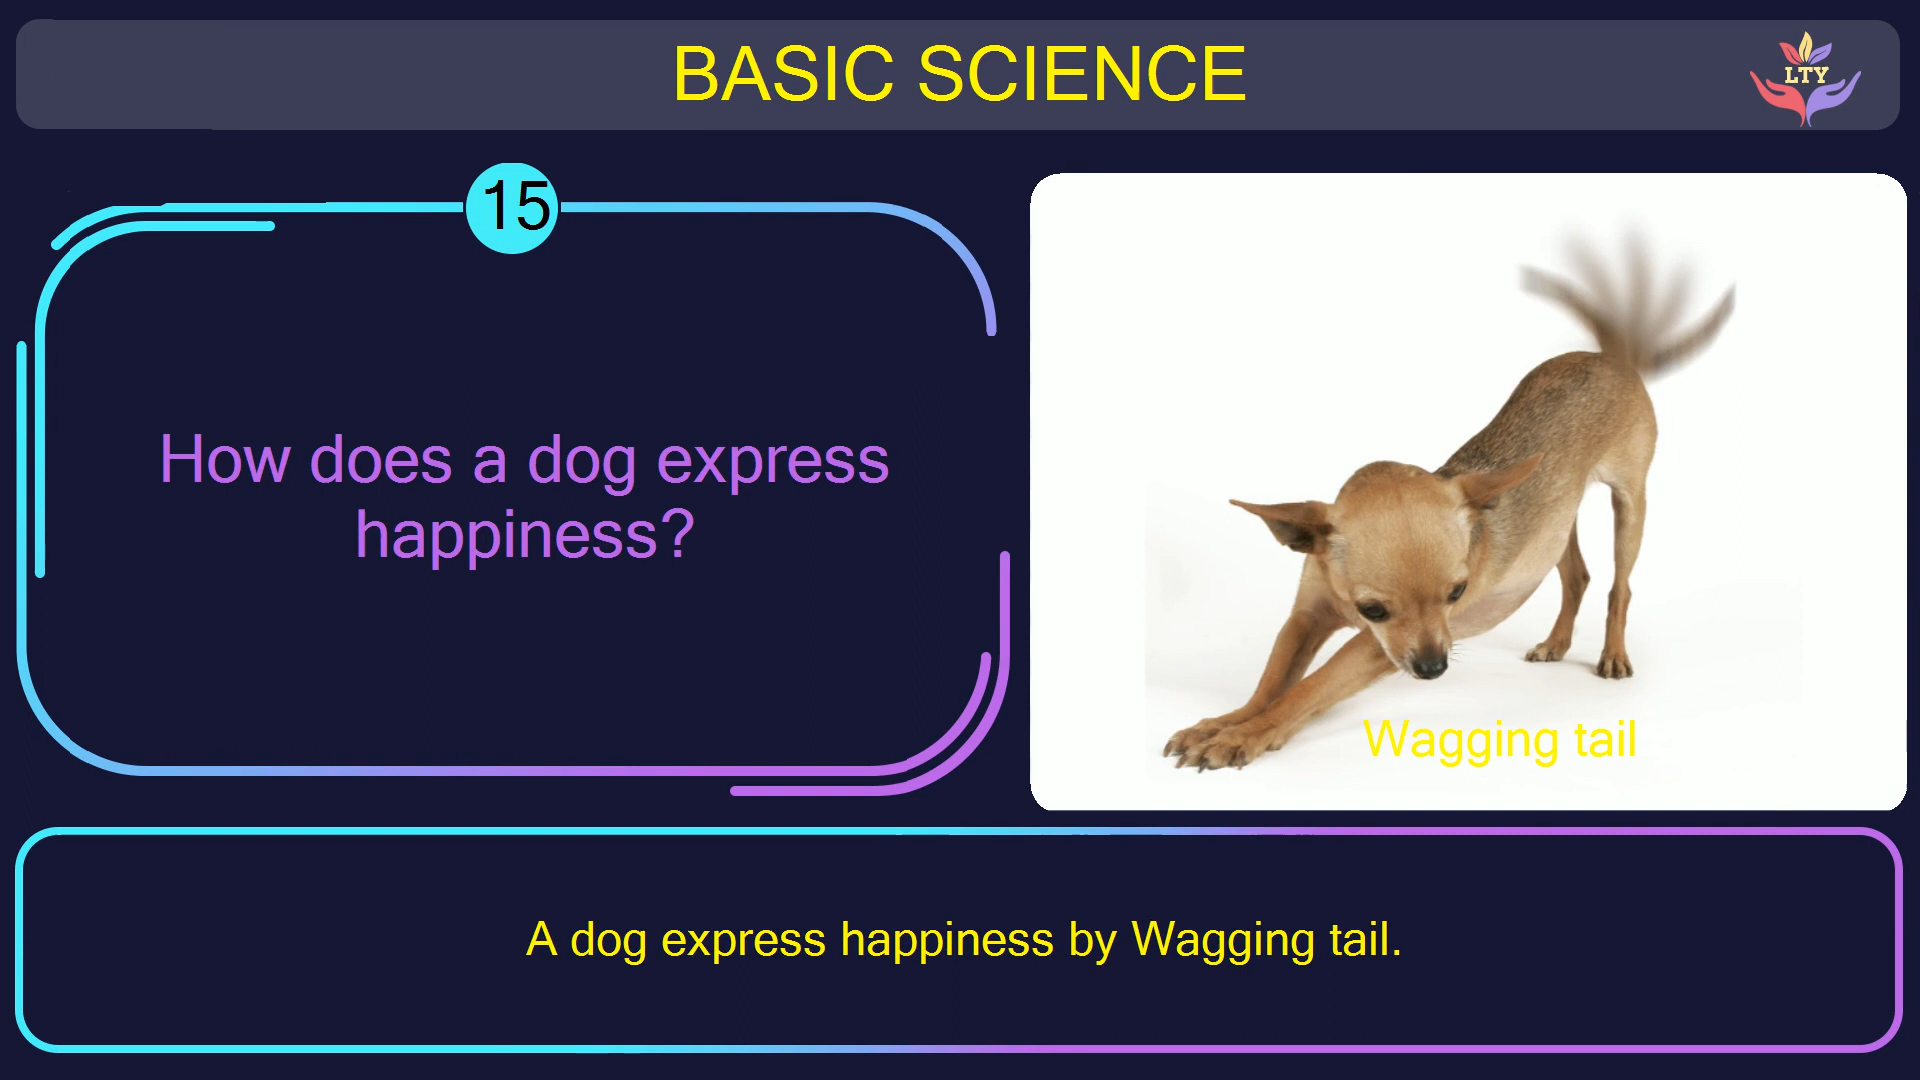 BASIC SCIENCE
LTY
15
How does a dog express
happiness?
Wagging tail
A dog express happiness by Wagging tail.